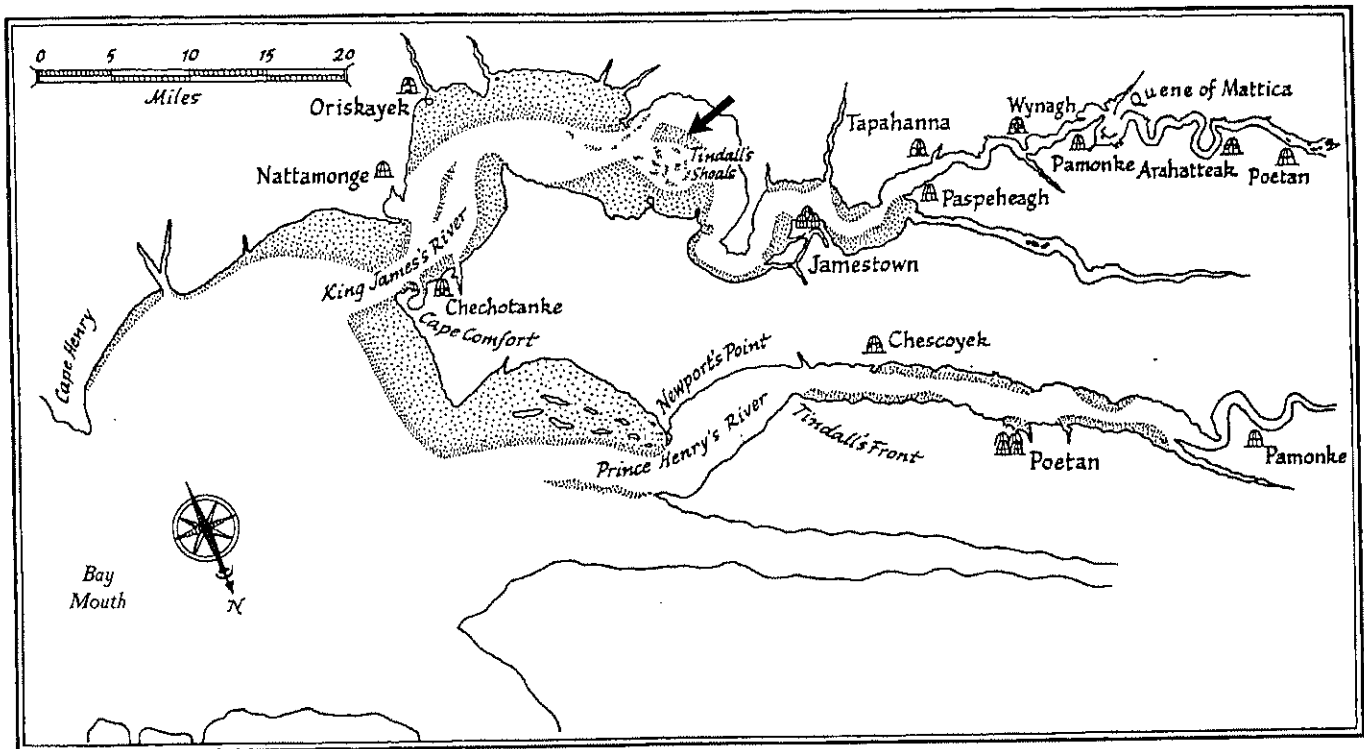 0 5 10 15 20
Miles
Oriskayek
Nattamonge
Tindall's
Shoals
Tapahanna
Wynagh
Quene of Mattica
Pamonke
Arahatteak
Poetan
Paspeheagh
Jamestown
King James's River
Chechotanke
Cape Comfort
Cape Henry
Newport's Point
Chescoyek
Prince Henry's River
Tindall's Front
Poetan
Pamonke
Bay
Mouth
N